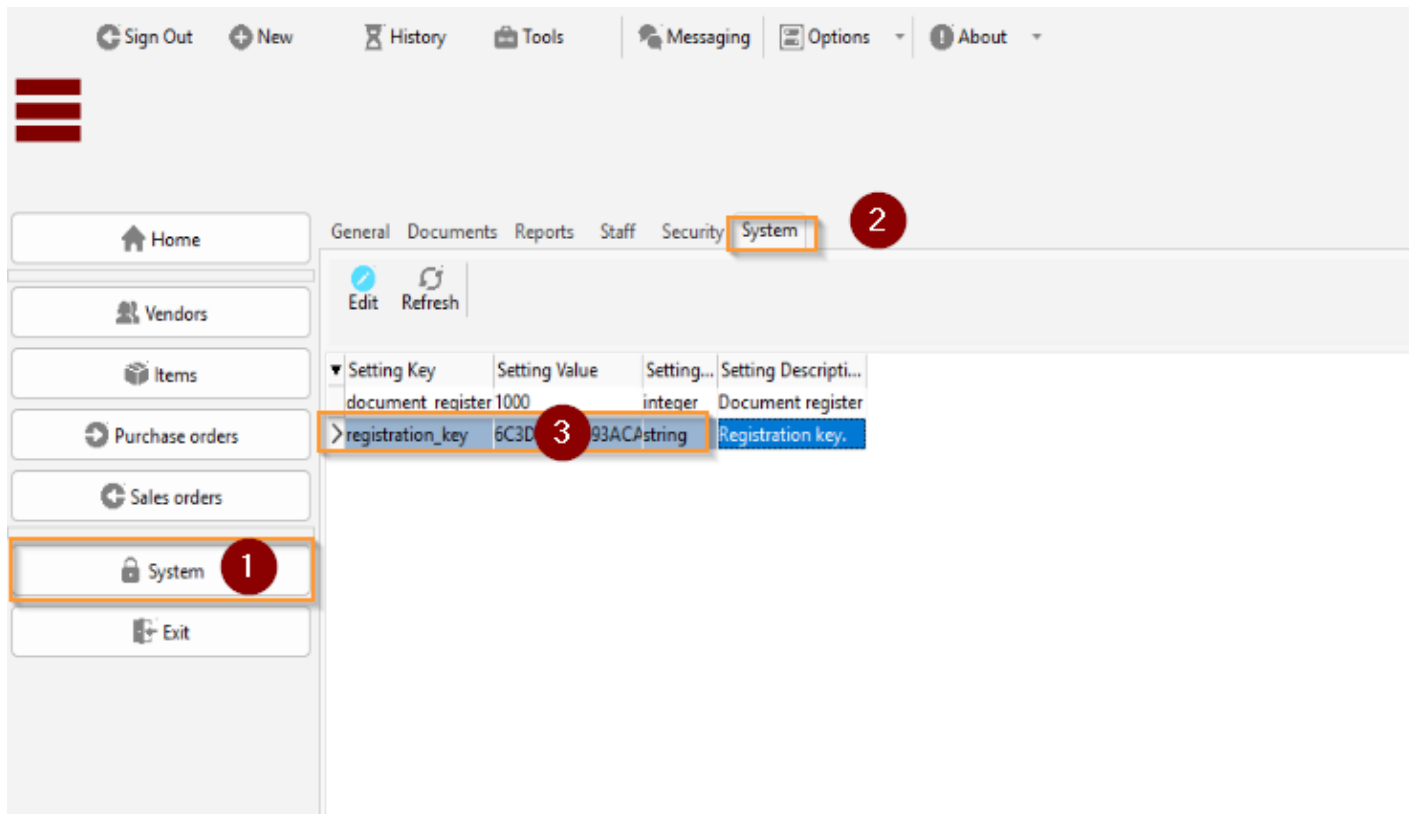 Sign Out New History Tools Messaging Options About
Home
Vendors
Items
Purchase orders
Sales orders
System 1
Exit
General Documents Reports Staff Security System 2
Edit Refresh
Setting Key Setting Value Setting... Setting Descripti...
document_register 1000 integer Document register
registration_key 6C3D 3 93ACA string Registration key.